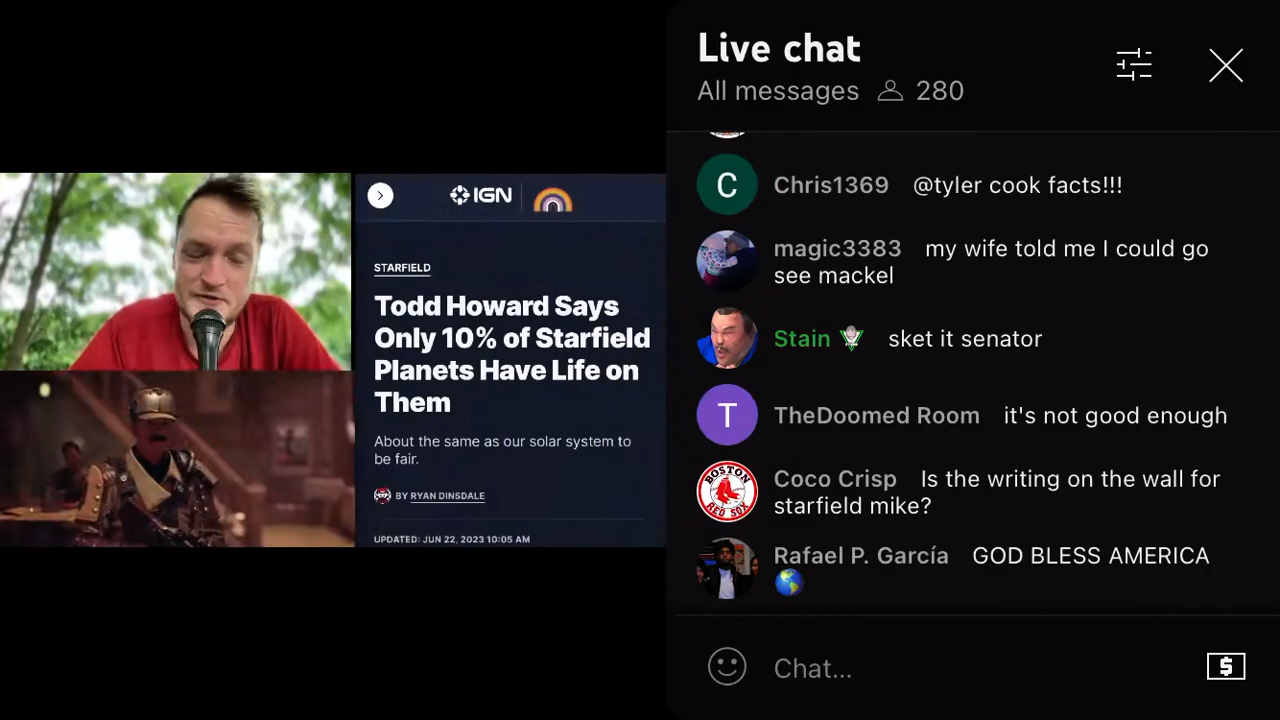 IGN
STARFIELD
Todd Howard Says
Only 10% of Starfield
Planets Have Life on
Them
About the same as our solar system to
be fair.
BY RYAN DINSDALE
UPDATED: JUN 22, 2023 10:05 AM
Live chat
All messages 280
C Chris1369 @tyler cook facts!!!
magic3383 my wife told me I could go
see mackel
Stain sket it senator
T TheDoomed Room it's not good enough
BOSTON
RED SOX
Coco Crisp Is the writing on the wall for
starfield mike?
Rafael P. García GOD BLESS AMERICA
Chat...
$